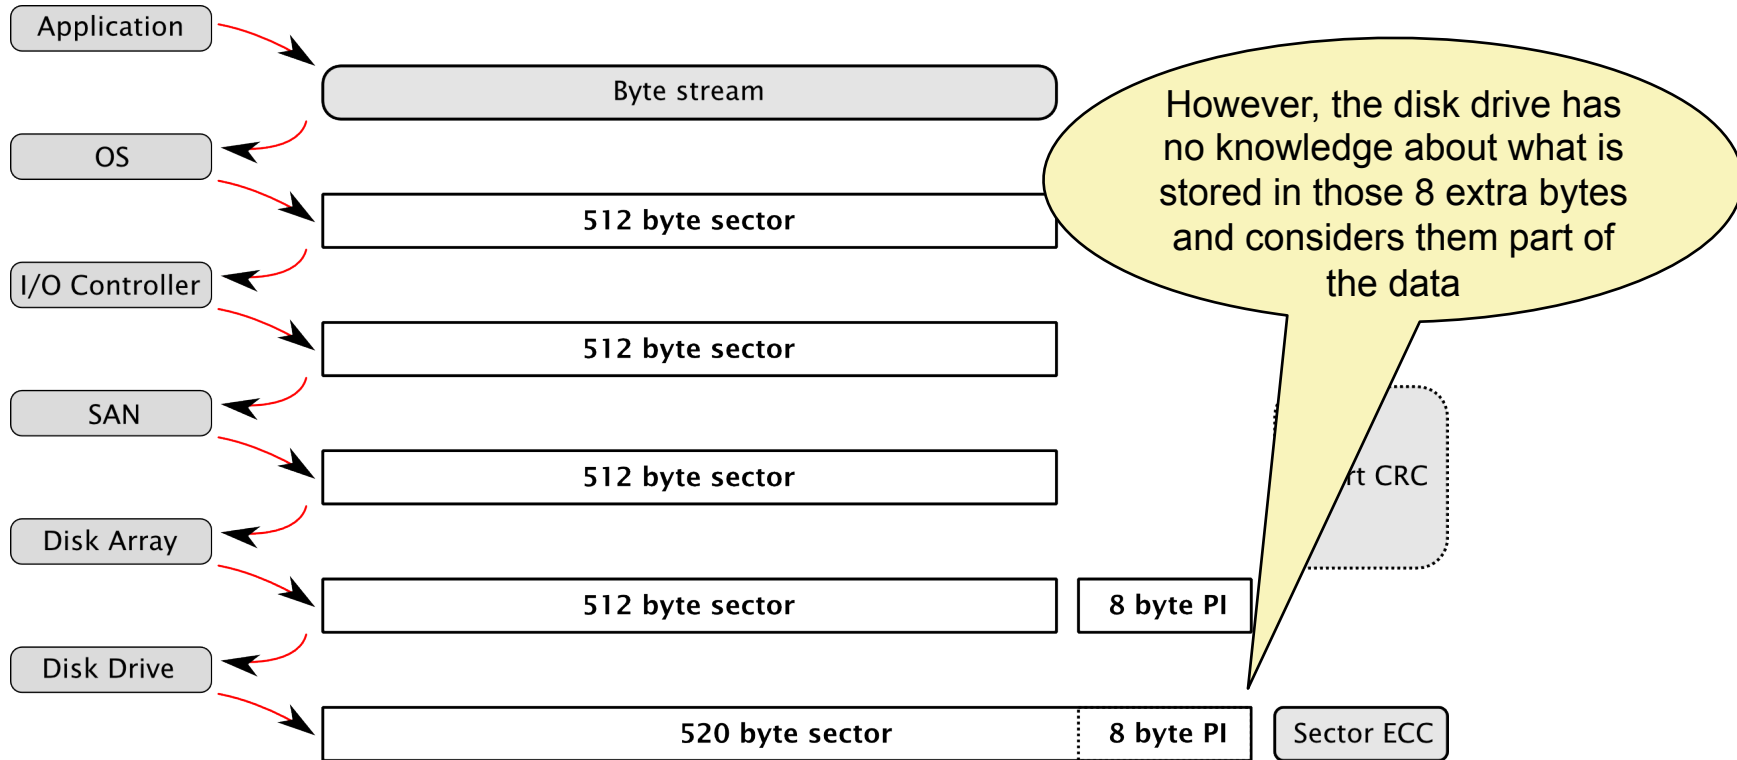 Application
Byte stream
However, the disk drive has
no knowledge about what is
stored in those 8 extra bytes
and considers them part of
the data
OS
512 byte sector
I/O Controller
512 byte sector
SAN
512 byte sector
CRC
Disk Array
512 byte sector
8 byte PI
Disk Drive
520 byte sector
8 byte PI
Sector ECC